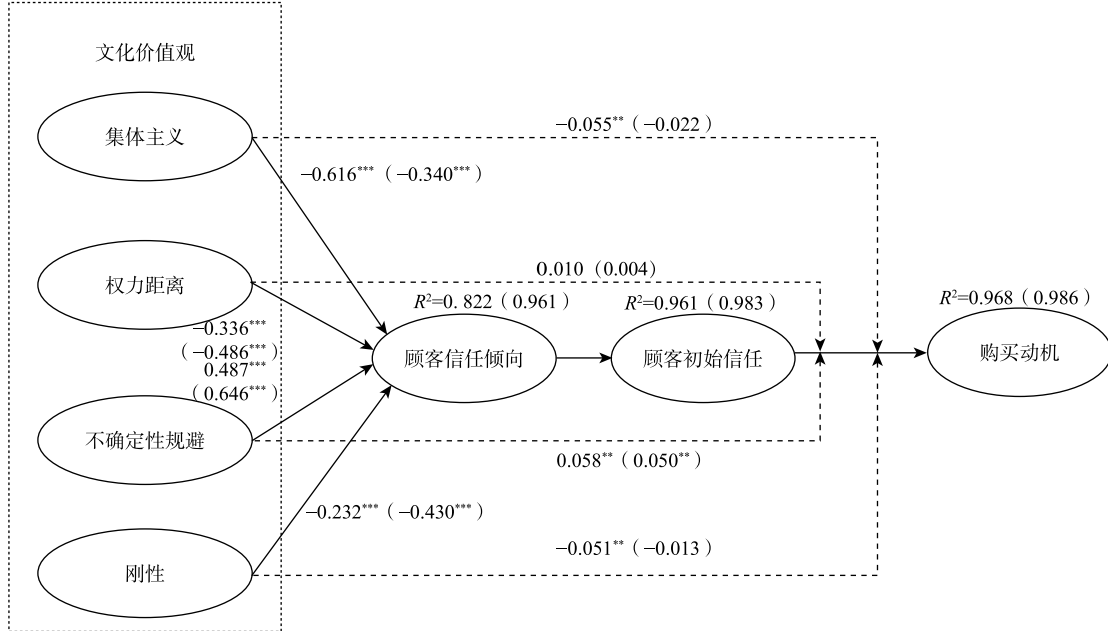 文化价值观
集体主义
−0.055**（−0.022）
−0.616***（−0.340***）
权力距离
0.010（0.004）
R²=0. 822（0.961）
R²=0.961（0.983）
R²=0.968（0.986）
−0.336***
（−0.486***）
0.487***
（0.646***）
顾客信任倾向
顾客初始信任
购买动机
不确定性规避
0.058**（0.050**）
−0.232***（−0.430***）
−0.051**（−0.013）
刚性